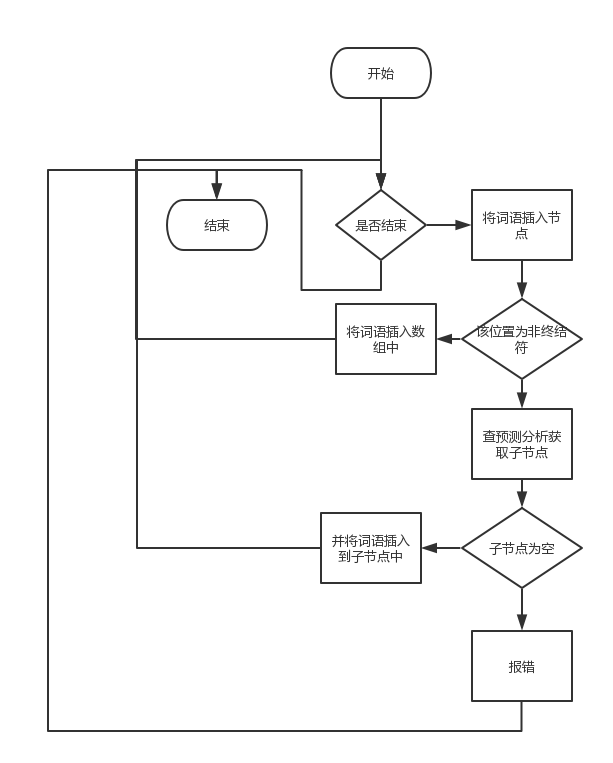 开始
结束
是否结束
将词语插入节
点
将词语插入数
组中
该位置为非终结
符
查预测分析获
取子节点
并将词语插入
到子节点中
子节点为空
报错